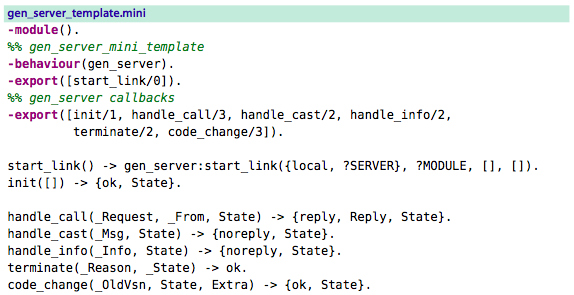 gen_server_template.mini
-module().
%% gen_server_mini_template
-behaviour(gen_server).
-export([start_link/0]).
%% gen_server callbacks
-export([init/1, handle_call/3, handle_cast/2, handle_info/2,
         terminate/2, code_change/3]).

start_link() -> gen_server:start_link({local, ?SERVER}, ?MODULE, [], []).
init([]) -> {ok, State}.

handle_call(_Request, _From, State) -> {reply, Reply, State}.
handle_cast(_Msg, State) -> {noreply, State}.
handle_info(_Info, State) -> {noreply, State}.
terminate(_Reason, _State) -> ok.
code_change(_OldVsn, State, Extra) -> {ok, State}.